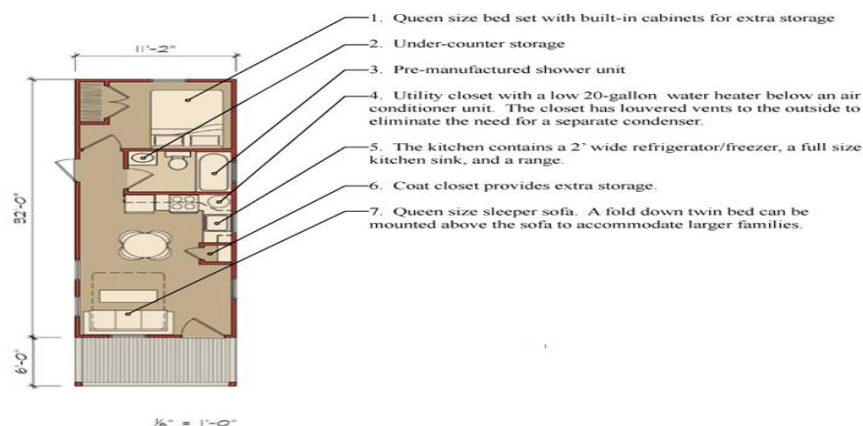 1. Queen size bed set with built-in cabinets for extra storage
11'-2"
2. Under-counter storage
3. Pre-manufactured shower unit
4. Utility closet with a low 20-gallon water heater below an air
conditioner unit. The closet has louvered vents to the outside to
eliminate the need for a separate condenser.
5. The kitchen contains a 2' wide refrigerator/freezer, a full size
kitchen sink, and a range.
6. Coat closet provides extra storage.
32'-0"
7. Queen size sleeper sofa. A fold down twin bed can be
mounted above the sofa to accommodate larger families.
6'-0"
= 1'-0"